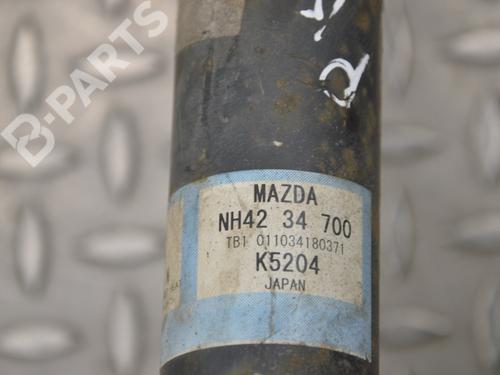 B-PARTS
MAZDA
NH42 34 700
TB1 011034180371
K5204
JAPAN